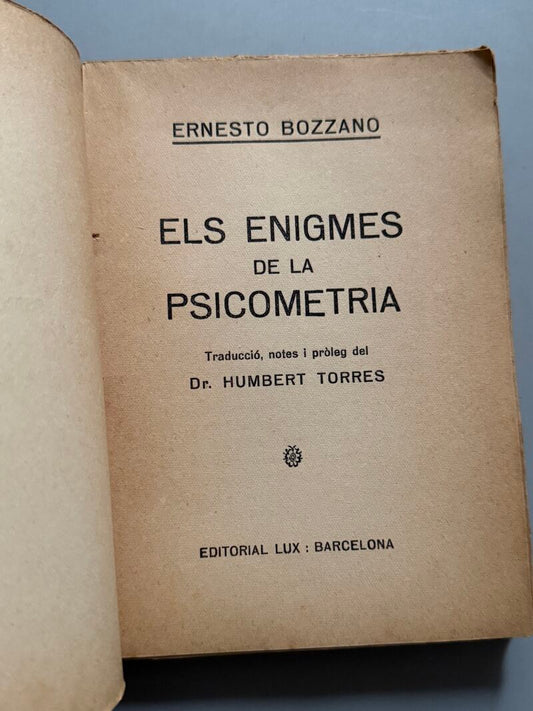 ERNESTO BOZZANO
ELS ENIGMES
DE LA
PSICOMETRIA
Traducció, notes i pròleg del
Dr. HUMBERT TORRES
EDITORIAL LUX : BARCELONA